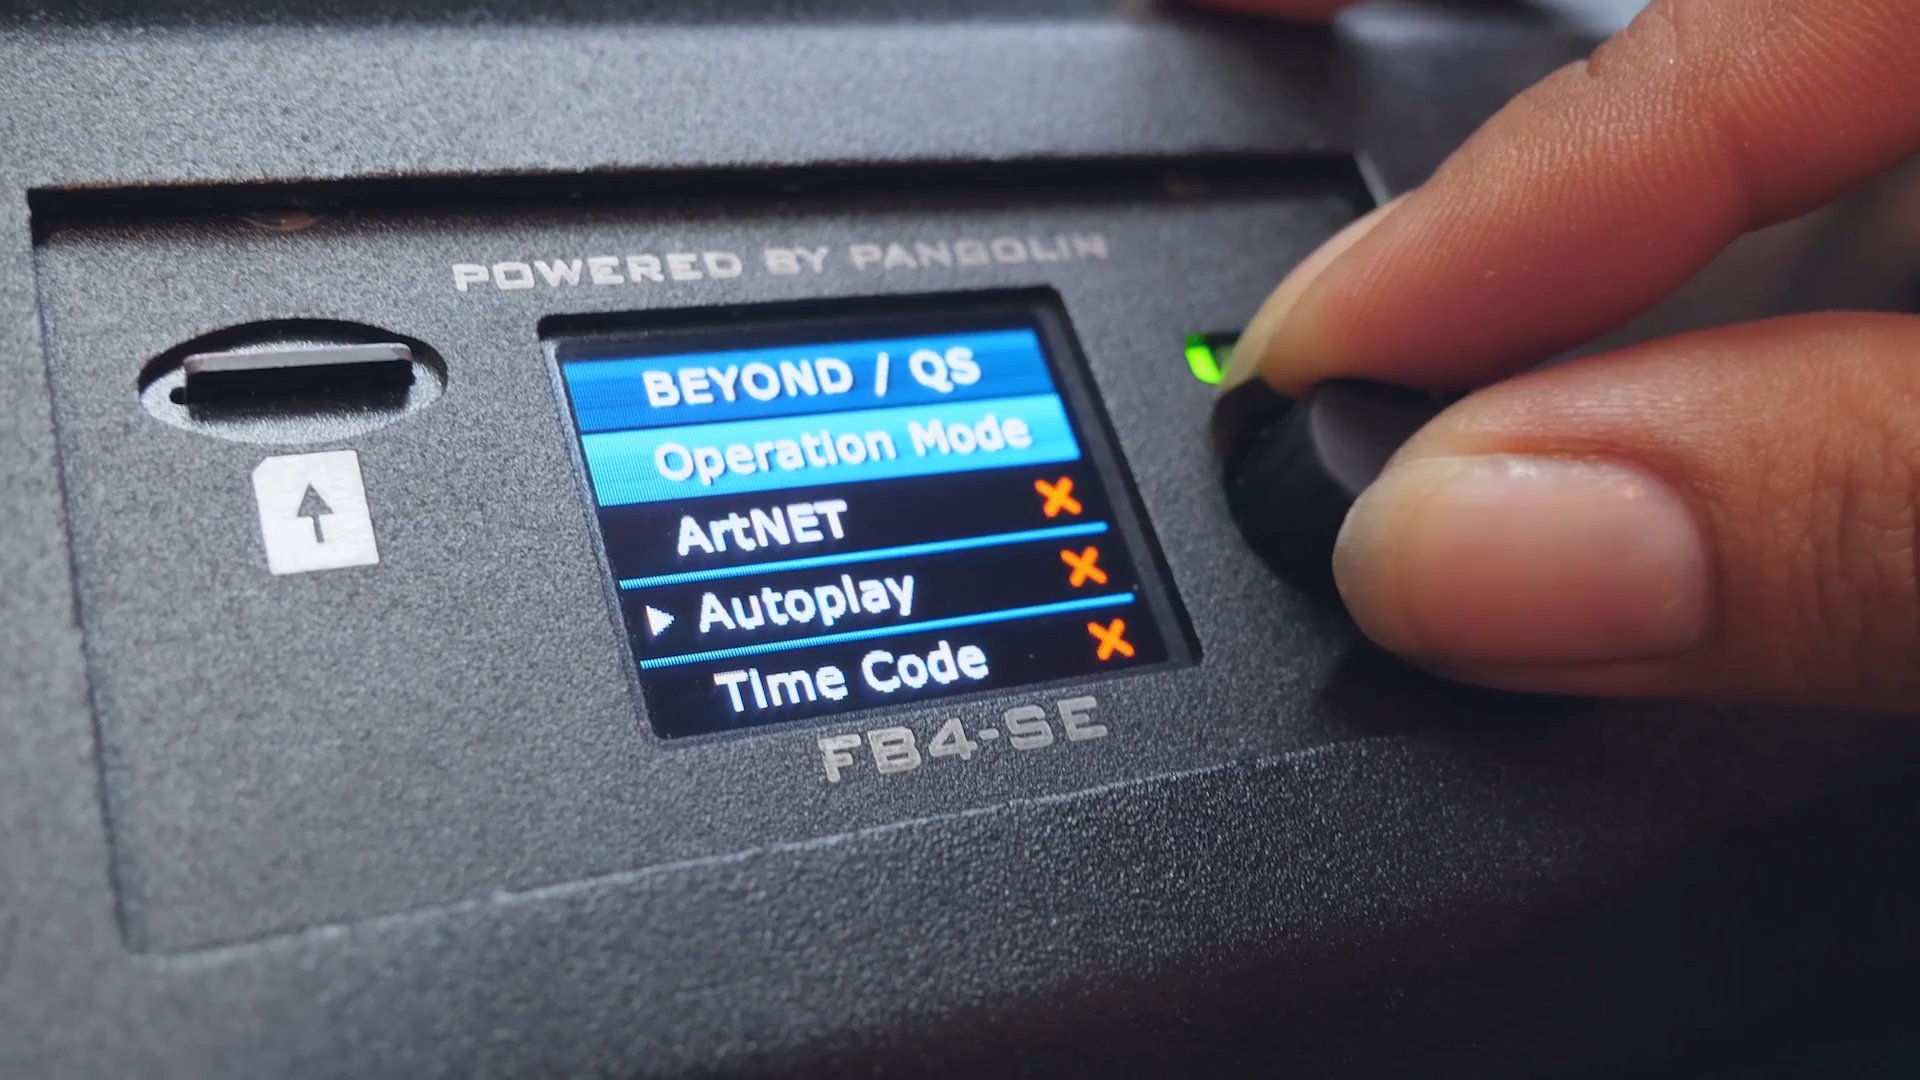 POWERED BY PANGOLIN
BEYOND / QS
Operation Mode
ArtNET
Autoplay
Time Code
FB4-SE